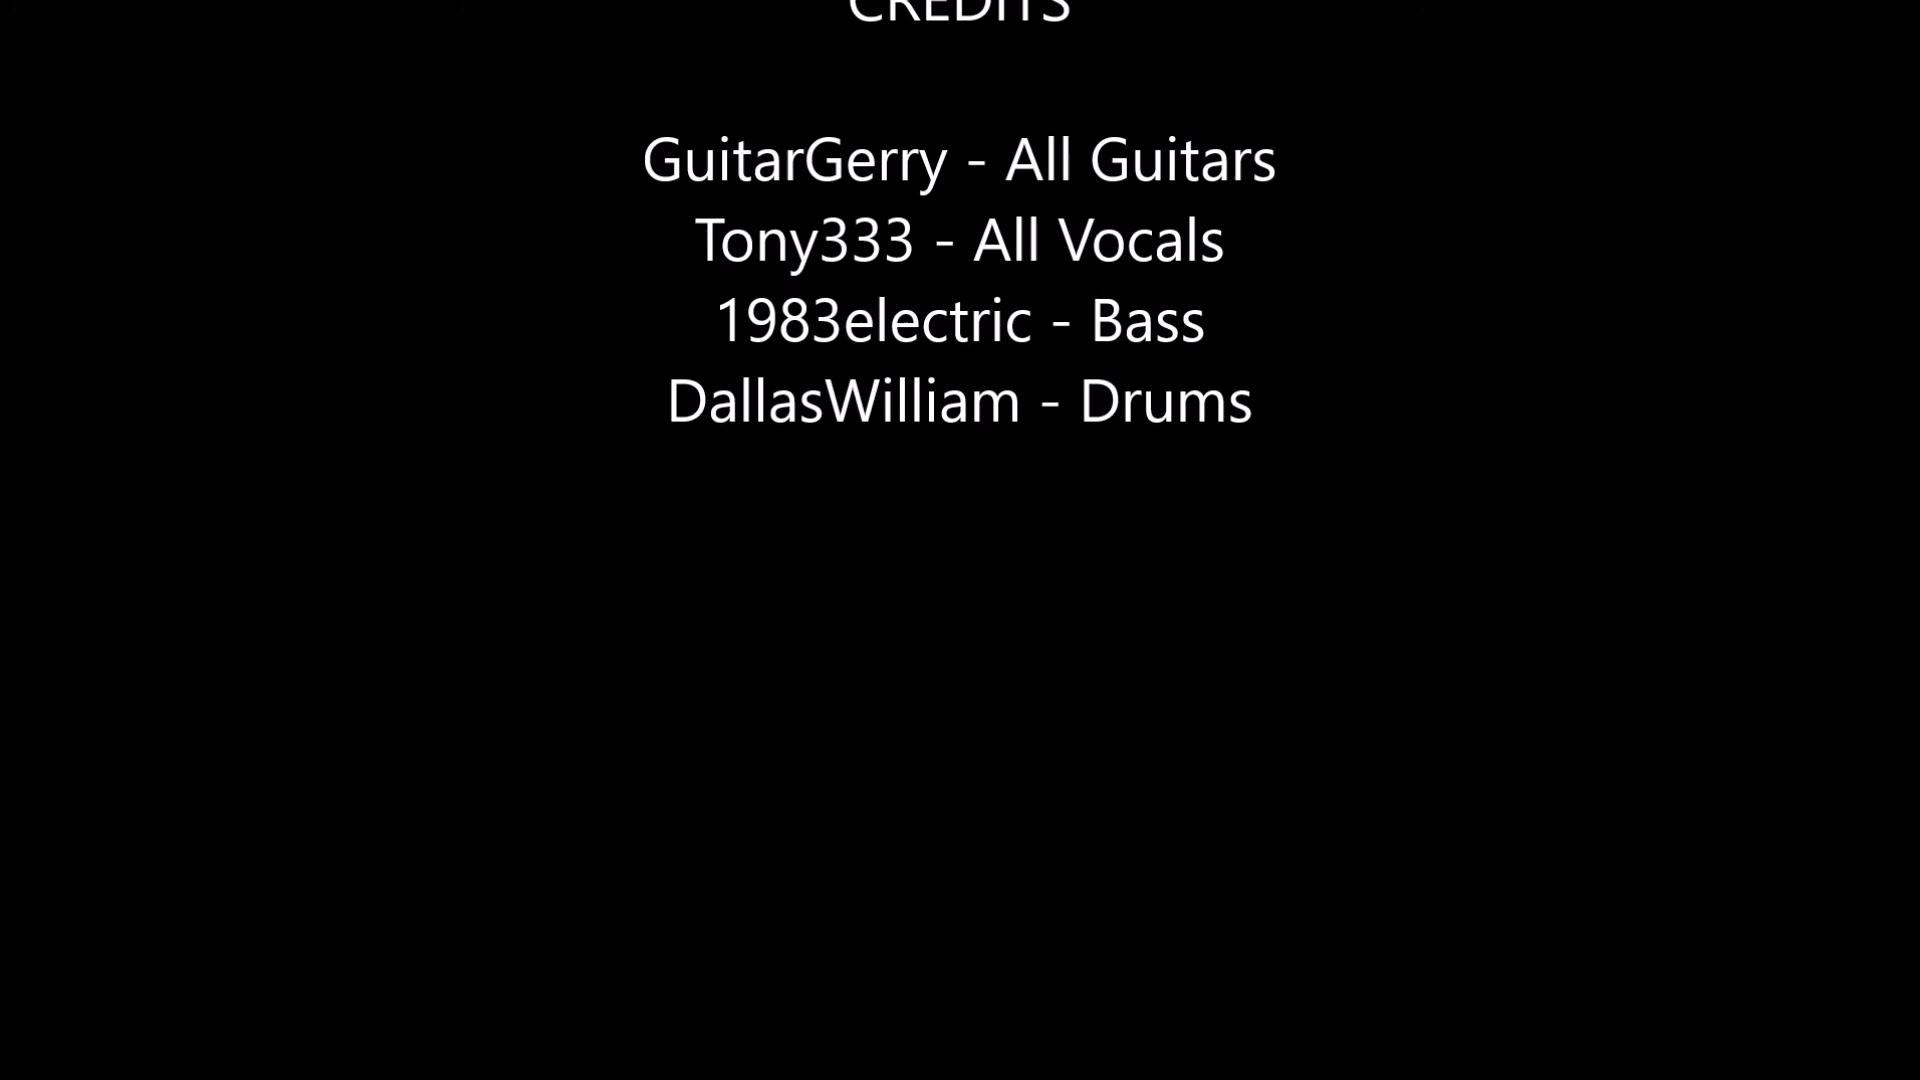 CREDITS
GuitarGerry - All Guitars
Tony333 - All Vocals
1983electric - Bass
DallasWilliam - Drums